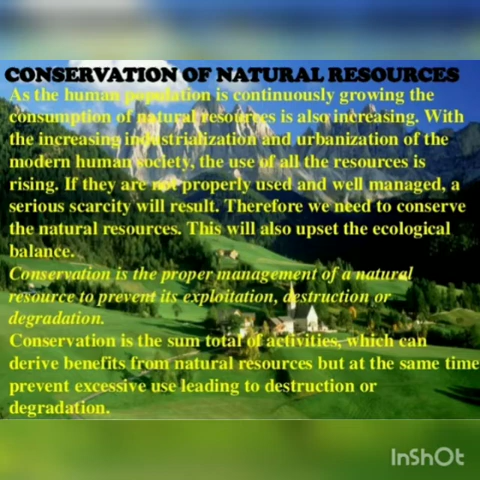 CONSERVATION OF NATURAL RESOURCES
As the human population is continuously growing the
consumption of natural resources is also increasing. With
the increasing industrialization and urbanization of the
modern human society, the use of all the resources is
rising. If they are not properly used and well managed, a
serious scarcity will result. Therefore we need to conserve
the natural resources. This will also upset the ecological
balance.
Conservation is the proper management of a natural
resource to prevent its exploitation, destruction or
degradation.
Conservation is the sum total of activities, which can
derive benefits from natural resources but at the same time
prevent excessive use leading to destruction or
degradation.
InShOt